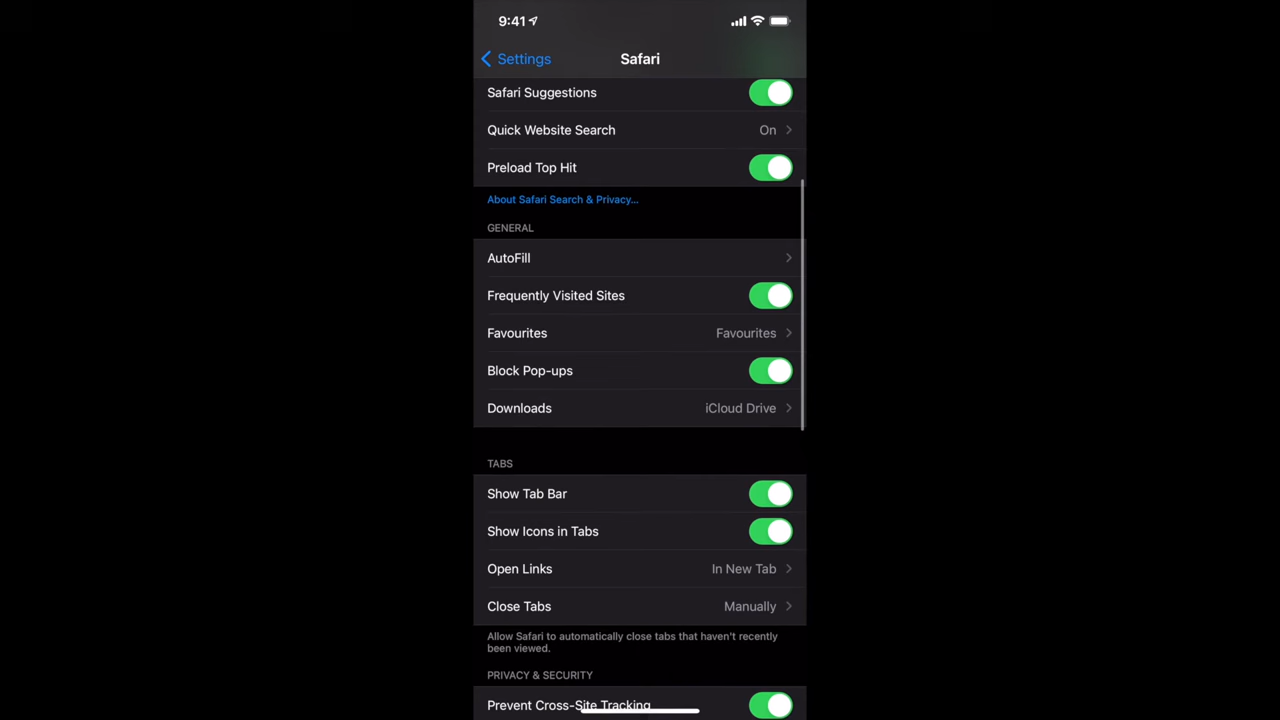 9:41
Settings
Safari
Safari Suggestions
Quick Website Search On
Preload Top Hit
About Safari Search & Privacy...
GENERAL
AutoFill
Frequently Visited Sites
Favourites Favourites
Block Pop-ups
Downloads iCloud Drive
TABS
Show Tab Bar
Show Icons in Tabs
Open Links In New Tab
Close Tabs Manually
Allow Safari to automatically close tabs that haven't recently
been viewed.
PRIVACY & SECURITY
Prevent Cross-Site Tracking